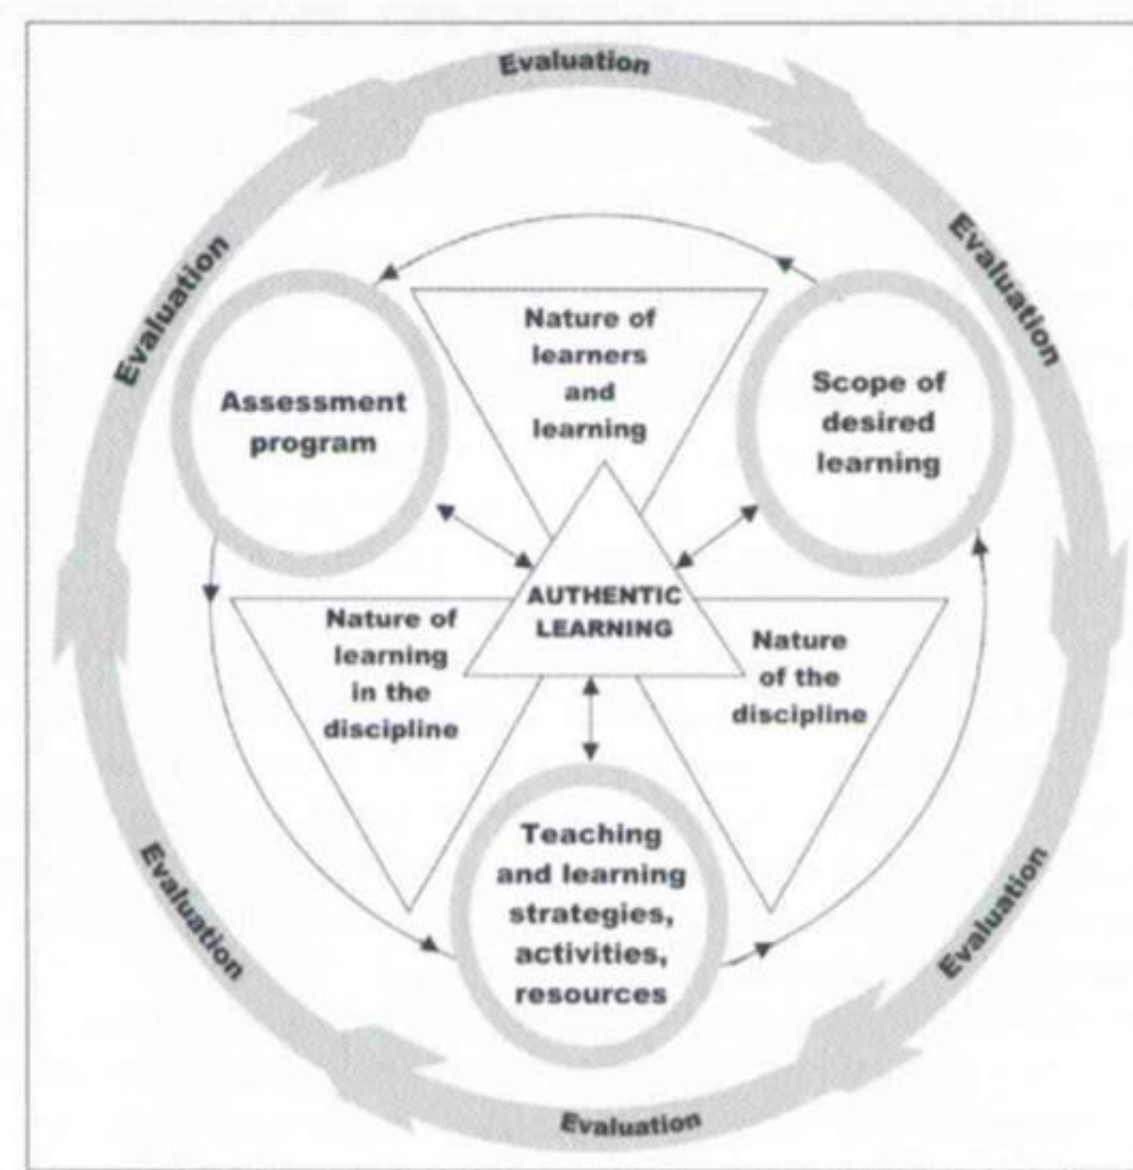 Evaluation
Evaluation
Evaluation
Nature of
learners
and
learning
Assessment
program
Scope of
desired
learning
AUTHENTIC
LEARNING
Nature of
learning
in the
discipline
Nature
of the
discipline
Teaching
and learning
strategies,
activities,
resources
Evaluation
Evaluation
Evaluation